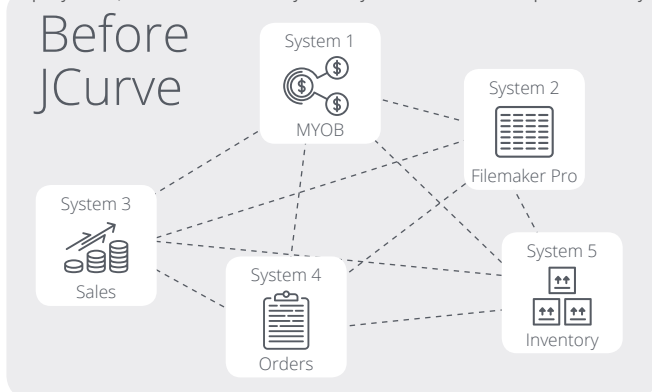 Before
JCurve
System 1
MYOB
System 2
Filemaker Pro
System 3
Sales
System 4
Orders
System 5
Inventory